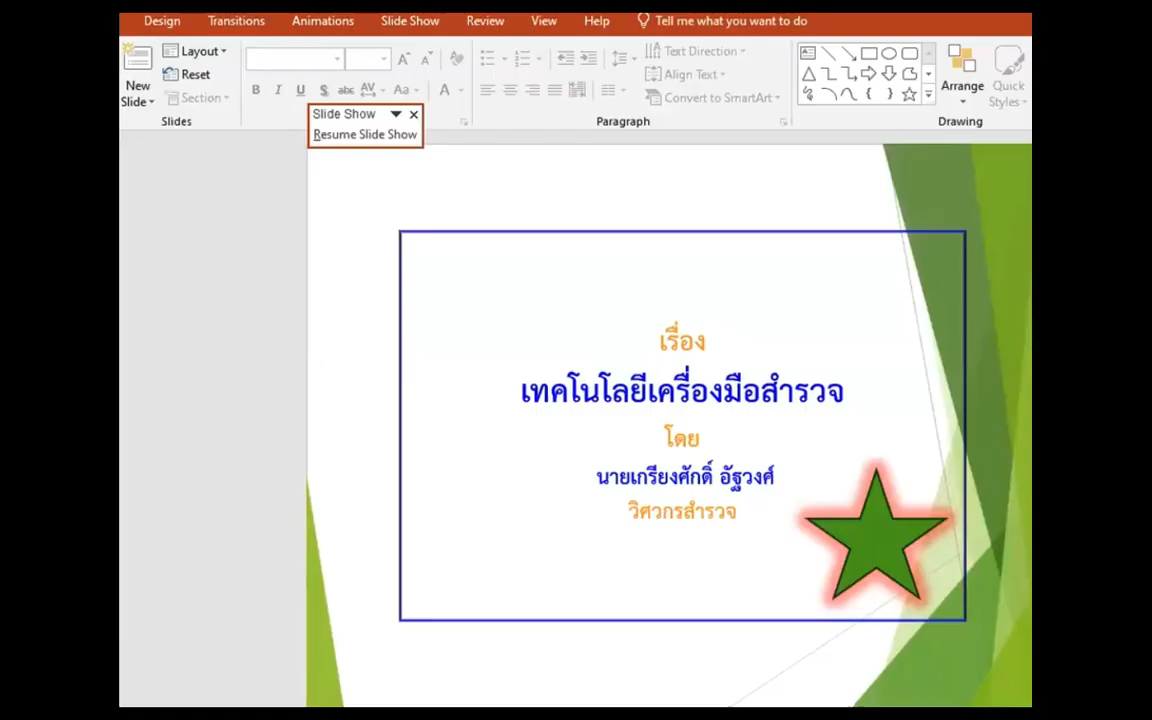 Design Transitions Animations Slide Show Review View Help Tell me what you want to do
New Slide
Layout
Reset
Section
Slides
B I U S abc AV Aa A
Slide Show
Resume Slide Show
Text Direction
Align Text
Convert to SmartArt
Paragraph
Arrange
Quick Styles
Drawing
เรื่อง
เทคโนโลยีเครื่องมือสำรวจ
โดย
นายเกรียงศักดิ์ อัฐวงศ์
วิศวกรสำรวจ